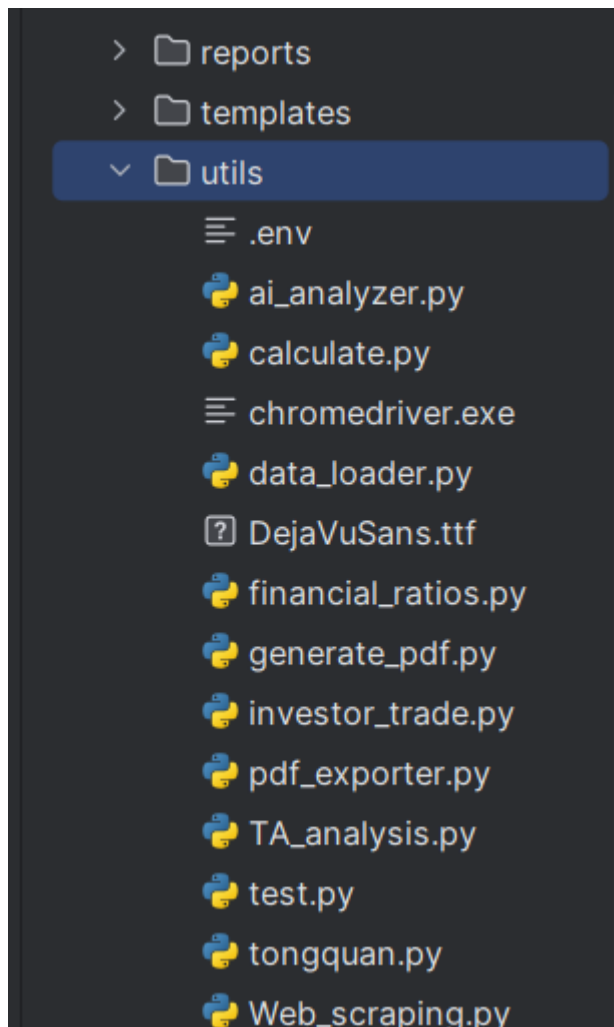 reports
templates
utils
.env
ai_analyzer.py
calculate.py
chromedriver.exe
data_loader.py
DejaVuSans.ttf
financial_ratios.py
generate_pdf.py
investor_trade.py
pdf_exporter.py
TA_analysis.py
test.py
tongquan.py
Web_scraping.py